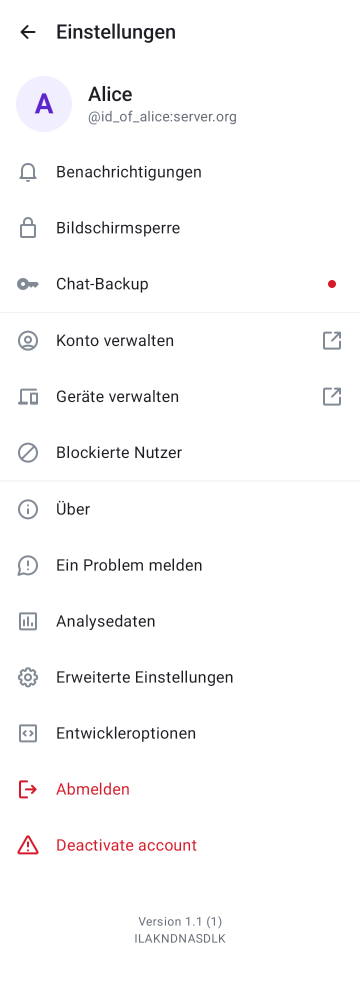 Einstellungen
A
Alice
@id_of_alice:server.org
Benachrichtigungen
Bildschirmsperre
Chat-Backup
Konto verwalten
Geräte verwalten
Blockierte Nutzer
Über
Ein Problem melden
Analysedaten
Erweiterte Einstellungen
Entwickleroptionen
Abmelden
Deactivate account
Version 1.1 (1)
ILAKNDNASDLK